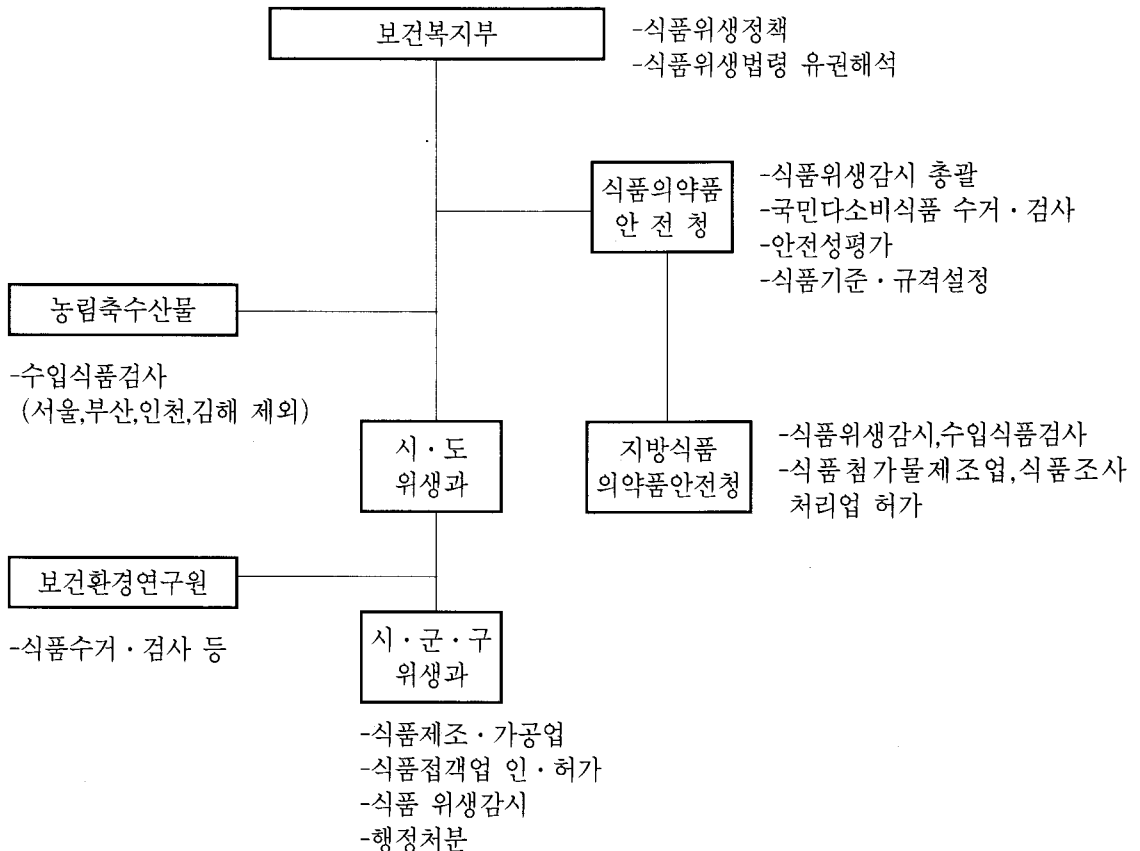 보건복지부
-식품위생정책
-식품위생법령 유권해석
식품의약품
안 전 청
-식품위생감시 총괄
-국민다소비식품 수거·검사
-안전성평가
-식품기준·규격설정
농림축수산물
-수입식품검사
(서울,부산,인천,김해 제외)
시·도
위생과
지방식품
의약품안전청
-식품위생감시,수입식품검사
-식품첨가물제조업,식품조사
처리업 허가
보건환경연구원
-식품수거·검사 등
시·군·구
위생과
-식품제조·가공업
-식품접객업 인·허가
-식품 위생감시
-행정처분